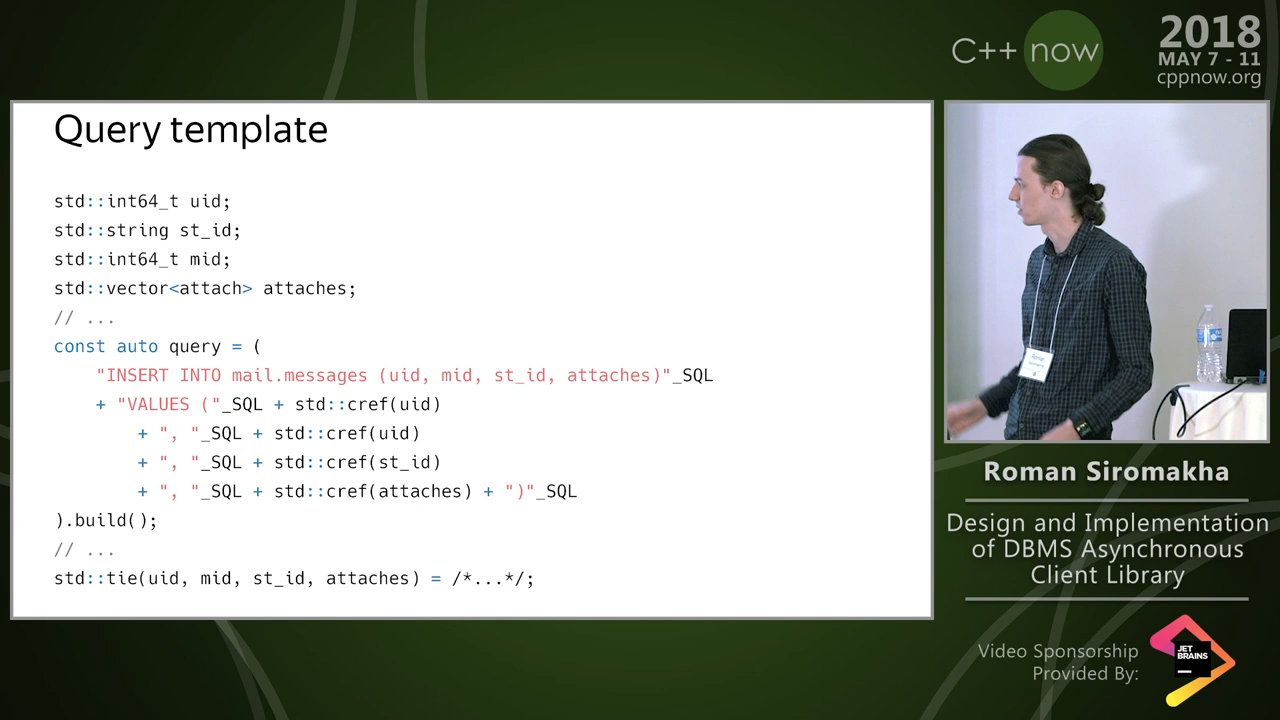 C++ now
2018
MAY 7 - 11
cppnow.org
Query template
std::int64_t uid;
std::string st_id;
std::int64_t mid;
std::vector<attach> attaches;
// ...
const auto query = (
"INSERT INTO mail.messages (uid, mid, st_id, attaches)"_SQL
+ "VALUES ("_SQL + std::cref(uid)
+ ", "_SQL + std::cref(uid)
+ ", "_SQL + std::cref(st_id)
+ ", "_SQL + std::cref(attaches) + ")"_SQL
).build();
// ...
std::tie(uid, mid, st_id, attaches) = /*...*/;
Roman
Roman Siromakha
Design and Implementation
of DBMS Asynchronous
Client Library
Video Sponsorship
Provided By:
JET
BRAINS